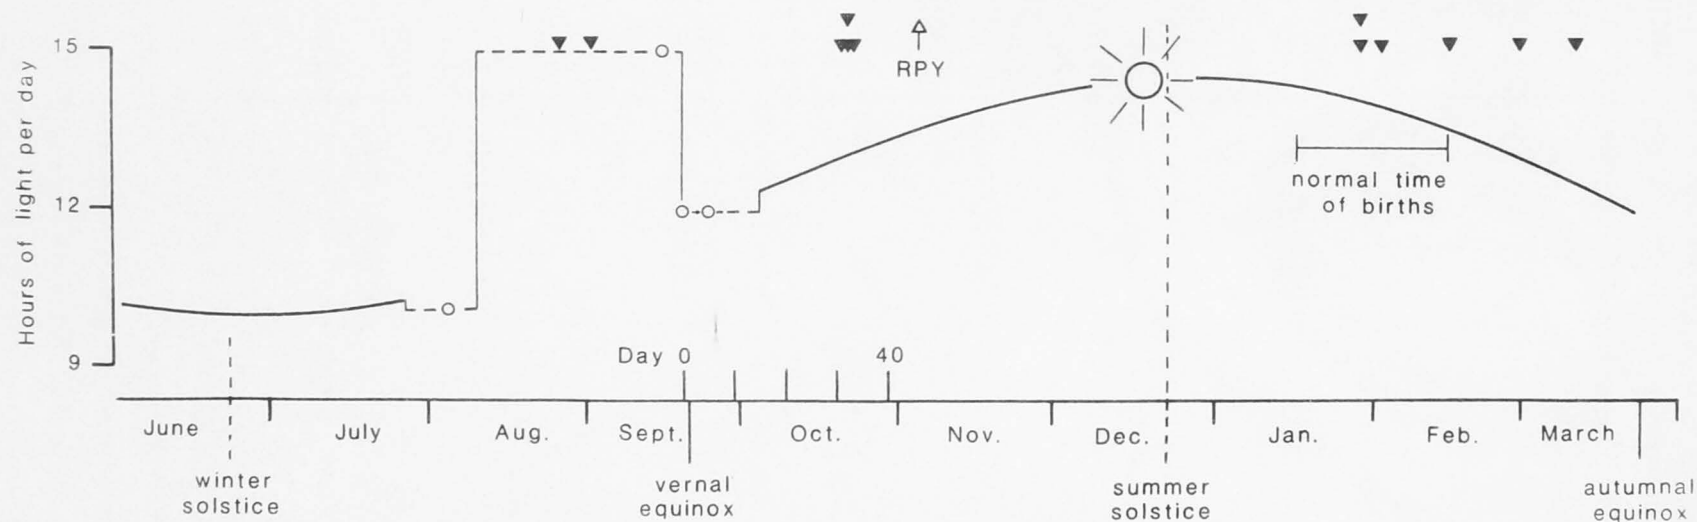 Hours of light per day
15
12
9
RPY
normal time
of births
Day 0
40
June
July
Aug.
Sept.
Oct.
Nov.
Dec.
Jan.
Feb.
March
winter
solstice
vernal
equinox
summer
solstice
autumnal
equinox